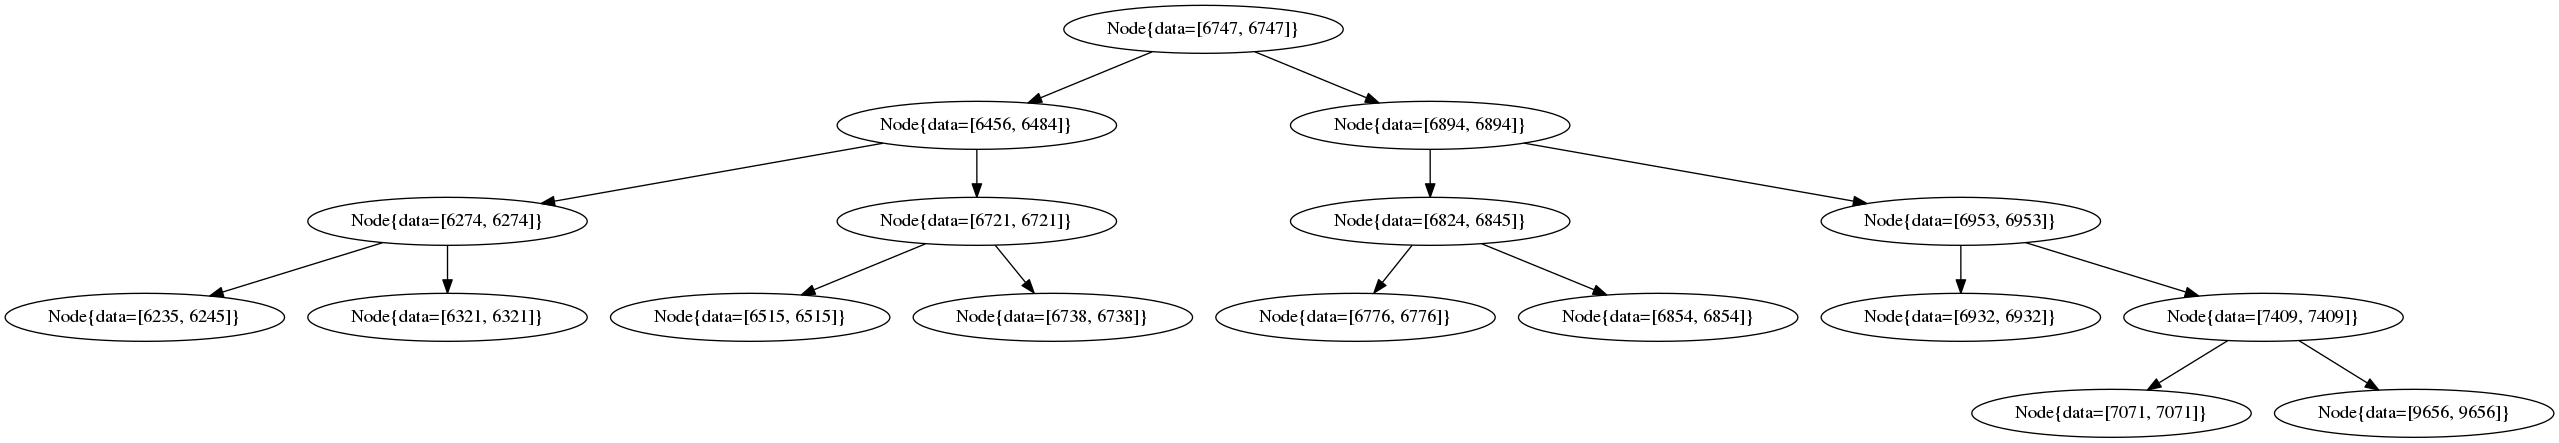 Node{data=[6747, 6747]}
Node{data=[6456, 6484]}
Node{data=[6894, 6894]}
Node{data=[6274, 6274]}
Node{data=[6721, 6721]}
Node{data=[6824, 6845]}
Node{data=[6953, 6953]}
Node{data=[6235, 6245]}
Node{data=[6321, 6321]}
Node{data=[6515, 6515]}
Node{data=[6738, 6738]}
Node{data=[6776, 6776]}
Node{data=[6854, 6854]}
Node{data=[6932, 6932]}
Node{data=[7409, 7409]}
Node{data=[7071, 7071]}
Node{data=[9656, 9656]}